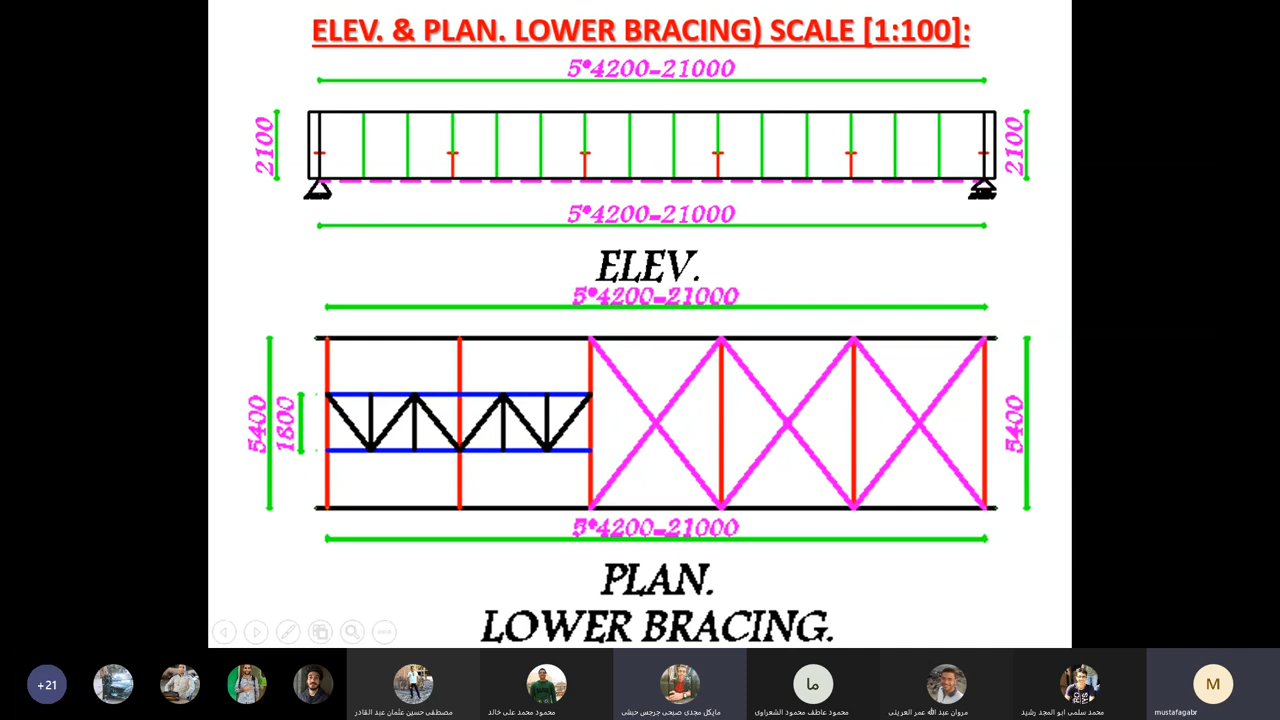 ELEV. & PLAN. LOWER BRACING) SCALE [1:100]:
5*4200=21000
2100
2100
5*4200=21000
ELEV.
5*4200=21000
5400
1800
5400
5*4200=21000
PLAN.
LOWER BRACING.
+21
مصطفى حسين عثمان عبد القادر
محمود محمد على خالد
مايكل مجدى صبحى جرجس حبشى
ما
محمود عاطف محمود الشعراوى
مروان عبد الله عمر العرينى
محمد سلمى ابو المجد رشيد
M
mustafagabr